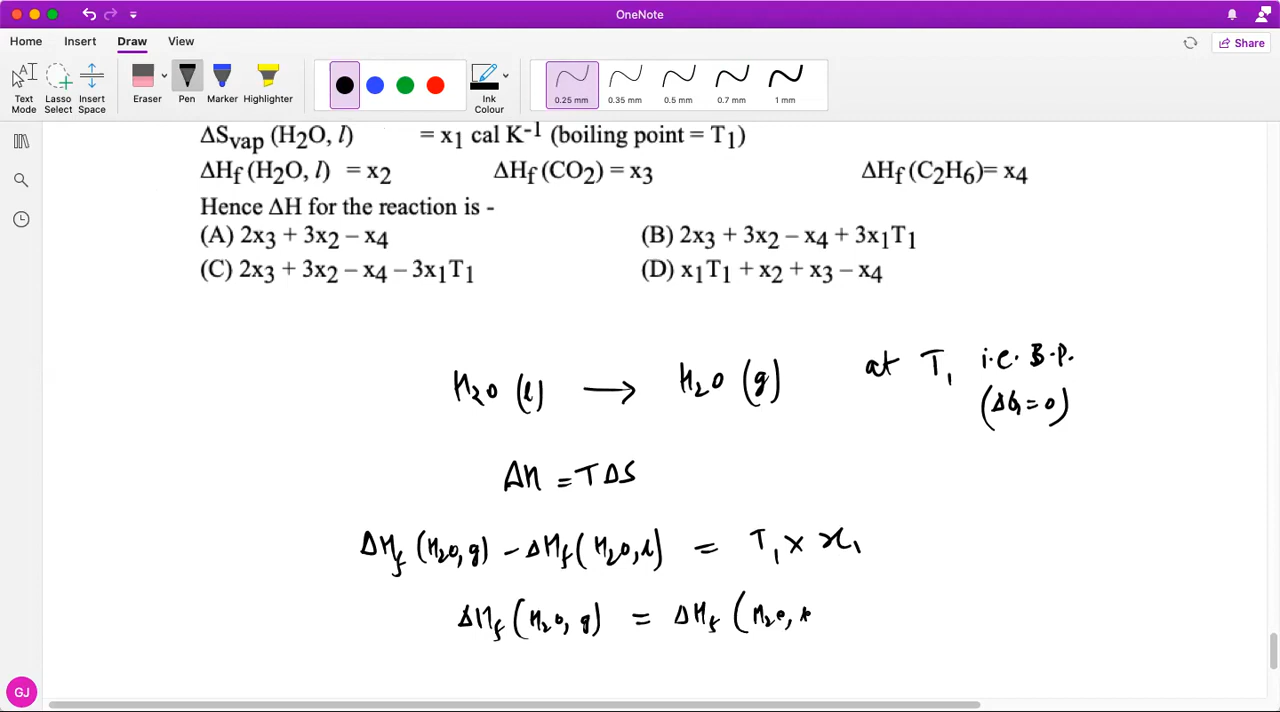 OneNote
Home Insert Draw View
Share
Text Mode
Lasso Select
Insert Space
Eraser
Pen
Marker
Highlighter
Ink Colour
0.25 mm
0.35 mm
0.5 mm
0.7 mm
1 mm
ΔSvap (H2O, l) = x1 cal K-1 (boiling point = T1)
ΔHf (H2O, l) = x2 ΔHf (CO2) = x3 ΔHf (C2H6)= x4
Hence ΔH for the reaction is -
(A) 2x3 + 3x2 – x4 (B) 2x3 + 3x2 – x4 + 3x1T1
(C) 2x3 + 3x2 – x4 – 3x1T1 (D) x1T1 + x2 + x3 – x4
H2O (l) → H2O (g) at T1 i.e. B.P.
(ΔG = 0)
ΔH = TΔS
ΔHf (H2O, g) – ΔHf (H2O, l) = T1 × x1
ΔHf (H2O, g) = ΔHf (H2O,
GJ